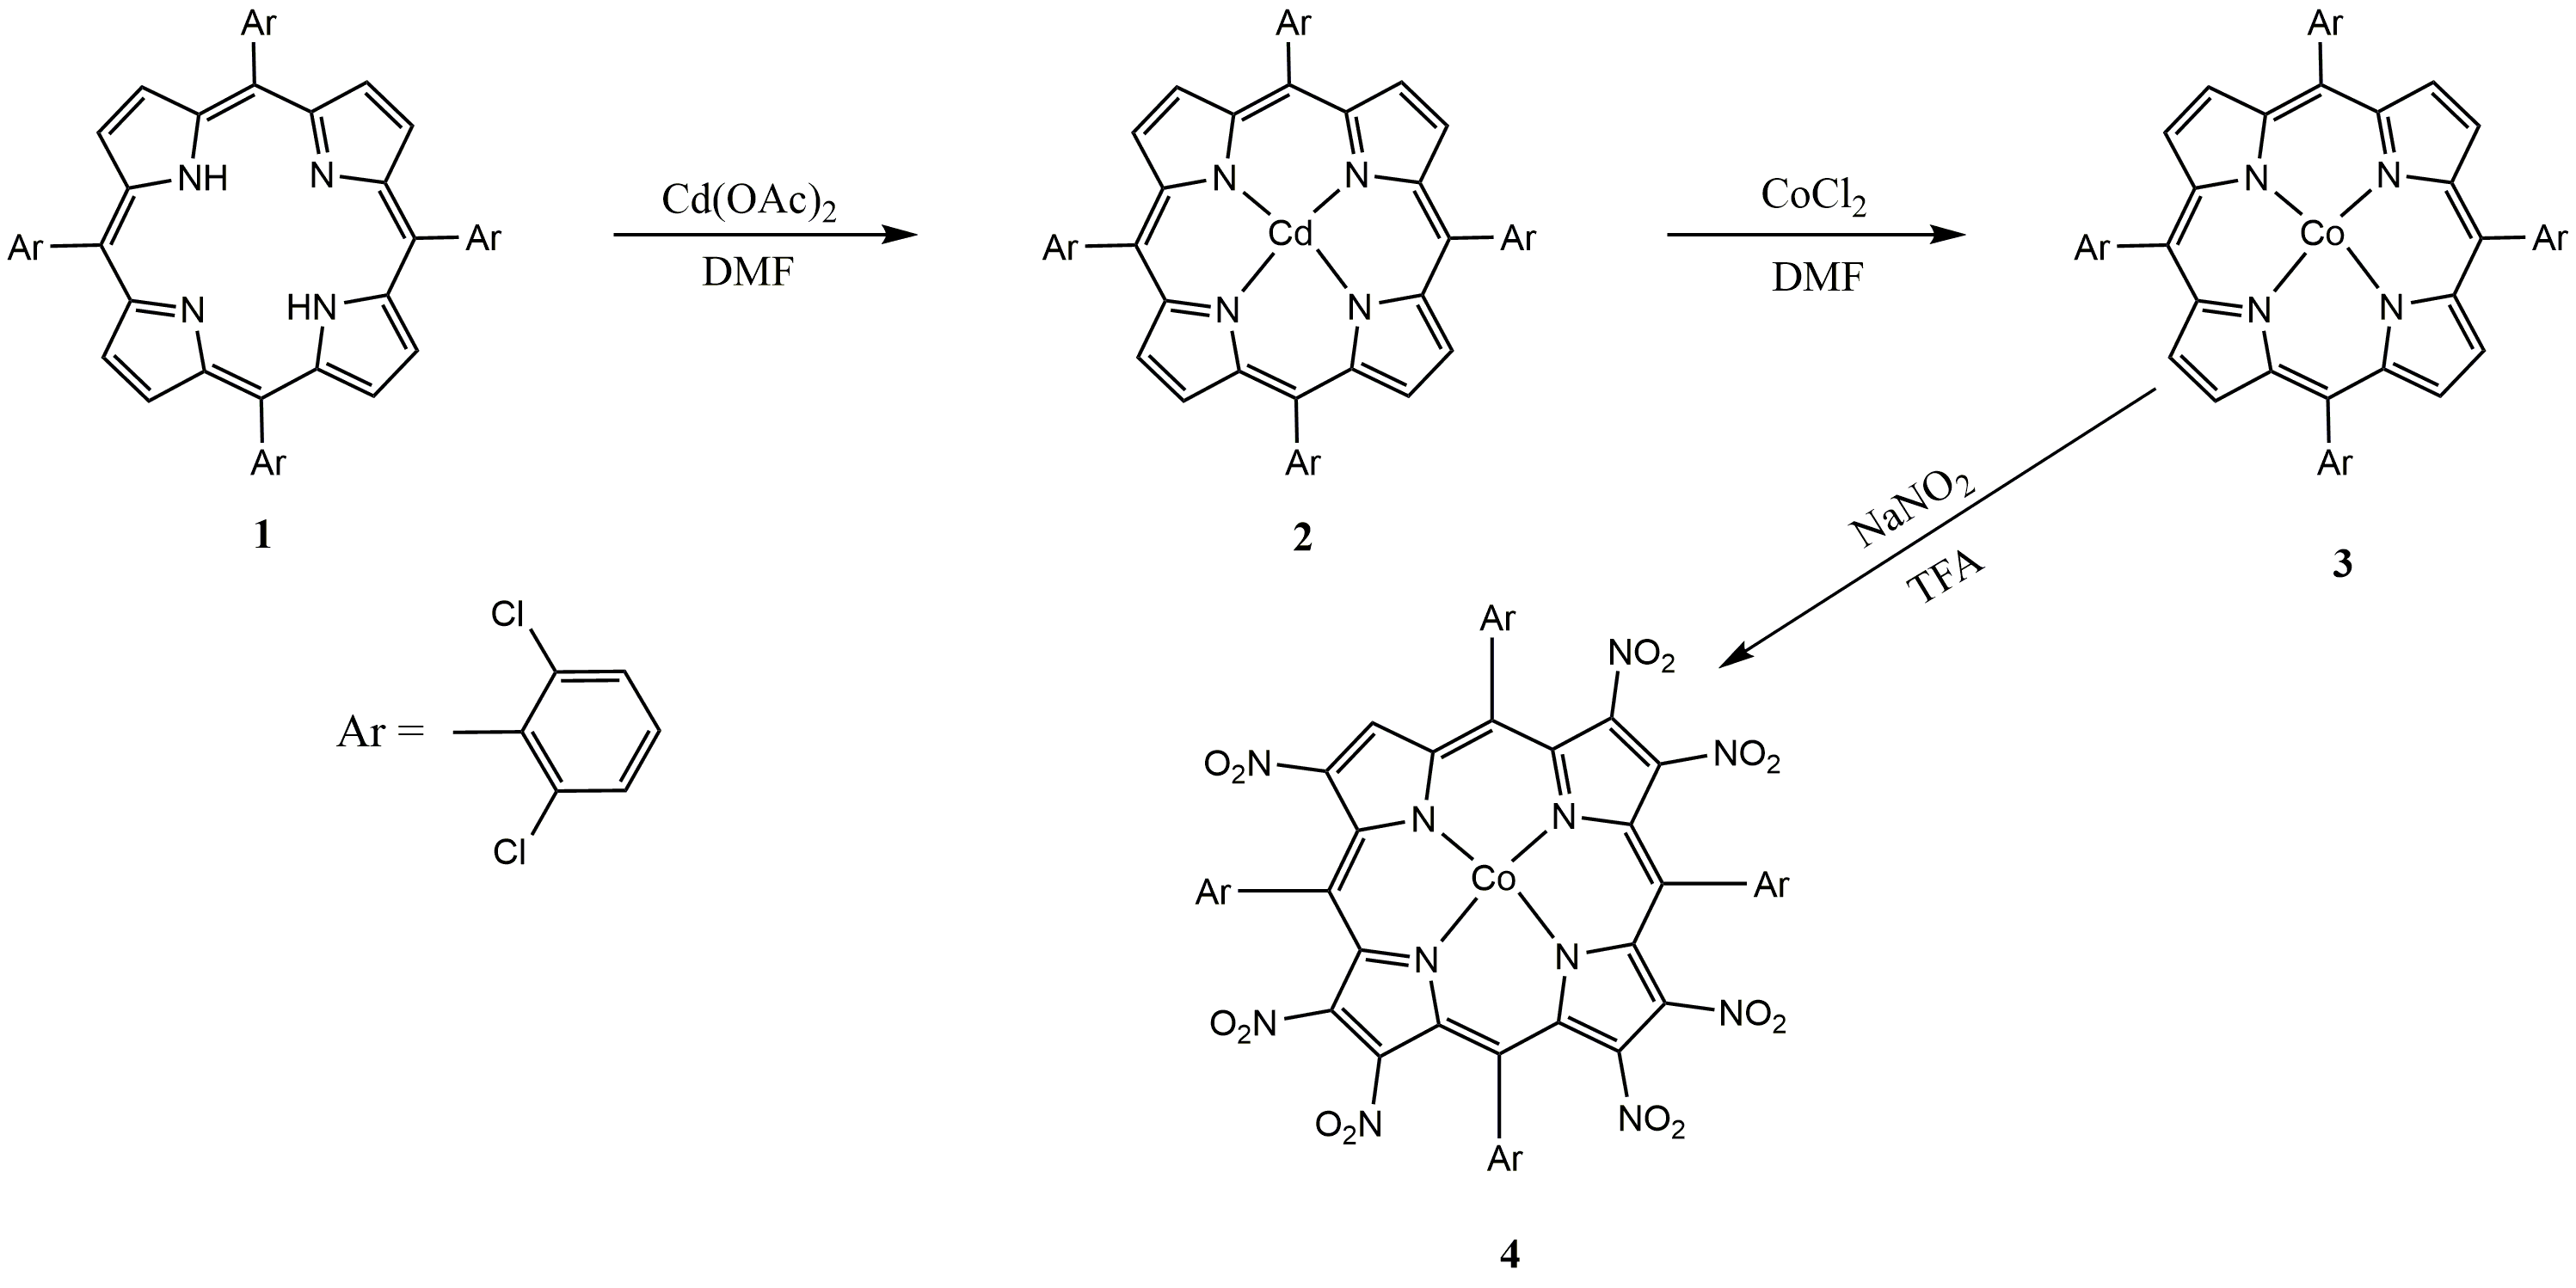 Ar
NH
N
Ar
Ar
N
HN
Ar
1
Cd(OAc)2
DMF
Ar
N
N
Cd
Ar
Ar
N
N
Ar
2
CoCl2
DMF
Ar
N
N
Co
Ar
Ar
N
N
Ar
3
NaNO2
TFA
Ar =
Cl
Cl
Ar
NO2
O2N
NO2
N
N
Co
Ar
Ar
N
N
O2N
NO2
O2N
NO2
Ar
4